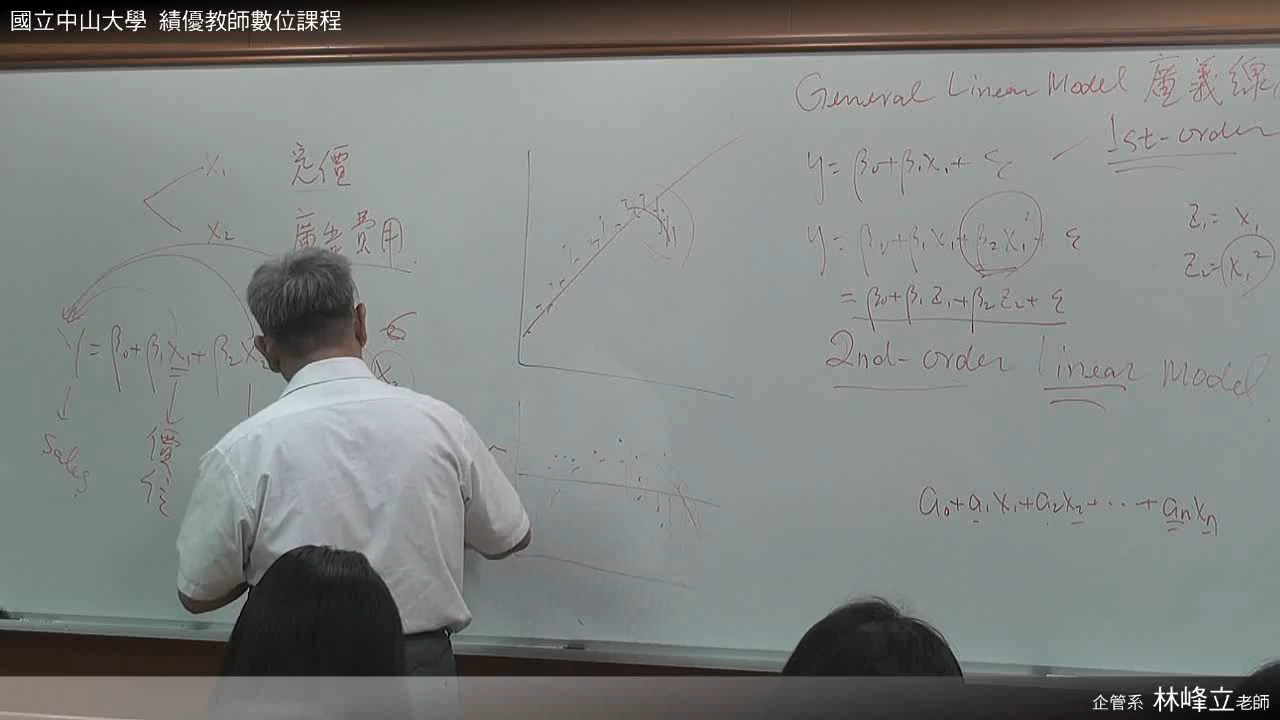 國立中山大學 績優教師數位課程
General Linear Model 廣義線
1st-order
y = β₀+β₁x₁+ ε
y = β₀+β₁x₁+β₂x₁²+ ε
= β₀+β₁z₁+β₂z₂+ ε
z₁= x₁
z₂= x₁²
2nd-order linear model
a₀+a₁x₁+a₂x₂+···+aₙxₙ
x₁ 定價
x₂ 廣告費用
Y = β₀+β₁x₁+β₂x₂
Sales
價
企管系 林峰立老師